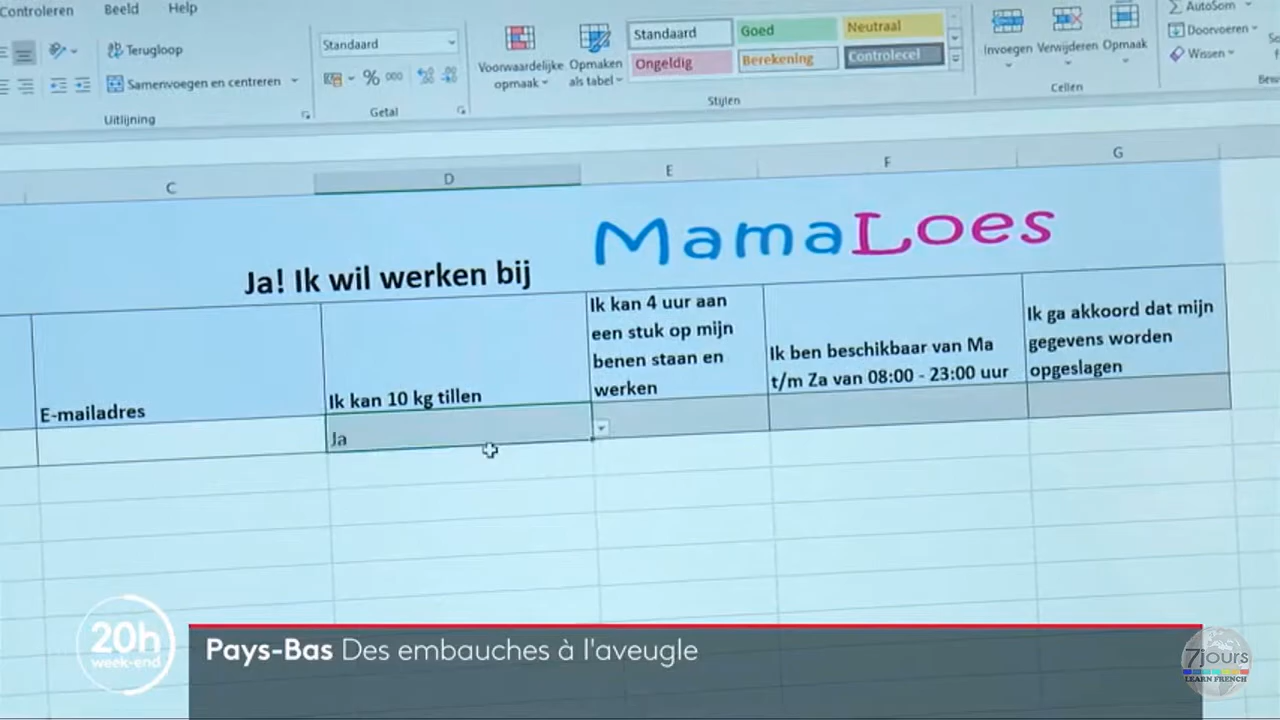 Controleren Beeld Help
Terugloop
Samenvoegen en centreren
Uitlijning
Standaard
% 000
Getal
Voorwaardelijke opmaak
Opmaken als tabel
Standaard Goed Neutraal
Ongeldig Berekening Controlecel
Stijlen
Invoegen Verwijderen Opmaak
Cellen
AutoSom
Doorvoeren
Wissen
C D E F G
Ja! Ik wil werken bij MamaLoes
E-mailadres
Ik kan 10 kg tillen
Ik kan 4 uur aan
een stuk op mijn
benen staan en
werken
Ik ben beschikbaar van Ma
t/m Za van 08:00 - 23:00 uur
Ik ga akkoord dat mijn
gegevens worden
opgeslagen
Ja
20h
week-end
Pays-Bas Des embauches à l'aveugle
7jours
LEARN FRENCH